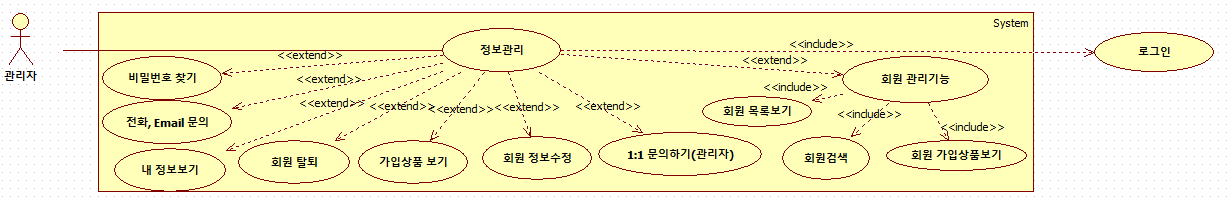 System
관리자
정보관리
<<include>>
로그인
<<extend>>
<<extend>>
비밀번호 찾기
<<extend>>
회원 관리기능
<<include>>
전화, Email 문의
<<extend>>
<<extend>>
<<extend>>
<<extend>>
<<extend>>
회원 목록보기
<<include>>
<<include>>
내 정보보기
회원 탈퇴
가입상품 보기
회원 정보수정
1:1 문의하기(관리자)
회원검색
회원 가입상품보기